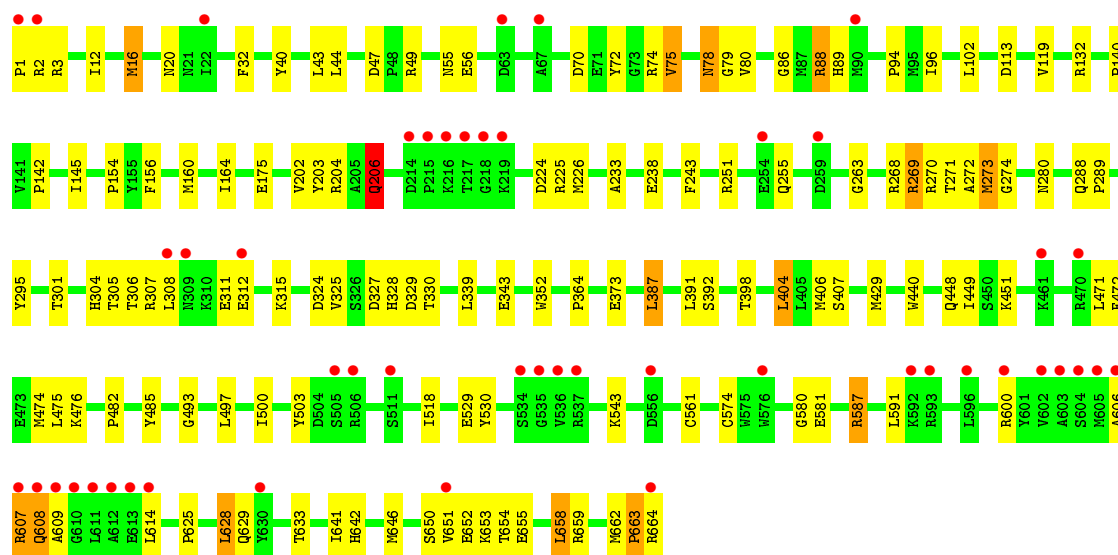 P1 R2 R3 I12 M16 N20 N21 I22 F32 Y40 L43 L44 D47 P48 R49 N55 E56 D63 A67 D70 E71 Y72 G73 R74 V75 N78 G79 V80 G86 M87 R88 H89 M90 P94 M95 I96 L102 D113 V119 R132
V141 P142 I145 P154 Y155 F156 M160 I164 E175 V202 Y203 R204 A205 Q206 D214 P215 K216 T217 G218 K219 D224 R225 M226 A233 E238 F243 R251 E254 Q255 D259 G263 R268 R269 R270 T271 A272 M273 G274 N280 Q288 P289
Y295 T301 H304 T305 T306 R307 L308 N309 K310 E311 E312 K315 D324 V325 S326 D327 H328 D329 T330 L339 E343 W352 P364 E373 L387 L391 S392 T398 L404 L405 M406 S407 M429 W440 Q448 I449 S450 K451 K461 R470 L471
E473 M474 L475 K476 P482 Y485 G493 L497 I500 Y503 D504 S505 R506 S511 I518 E529 Y530 S534 G535 V536 R537 K543 D556 C561 C574 W575 W576 G580 E581 R587 L591 K592 R593 L596 R600 Y601 V602 A603 S604 M605 A606
R607 Q608 A609 G610 L611 A612 E613 L614 P625 L628 Q629 Y630 T633 I641 H642 M646 S650 V651 E652 K653 T654 E655 L658 R659 M662 P663 R664